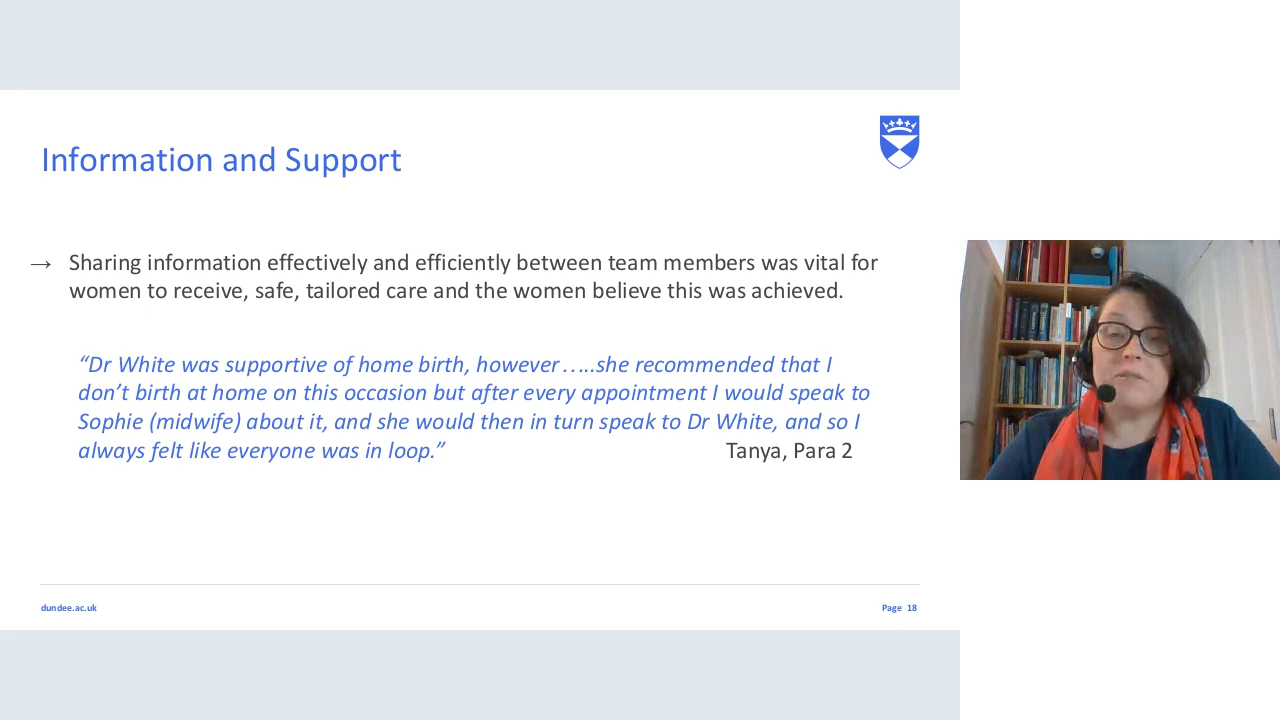 Information and Support
→ Sharing information effectively and efficiently between team members was vital for
women to receive, safe, tailored care and the women believe this was achieved.
“Dr White was supportive of home birth, however…..she recommended that I
don’t birth at home on this occasion but after every appointment I would speak to
Sophie (midwife) about it, and she would then in turn speak to Dr White, and so I
always felt like everyone was in loop.” Tanya, Para 2
dundee.ac.uk Page 18